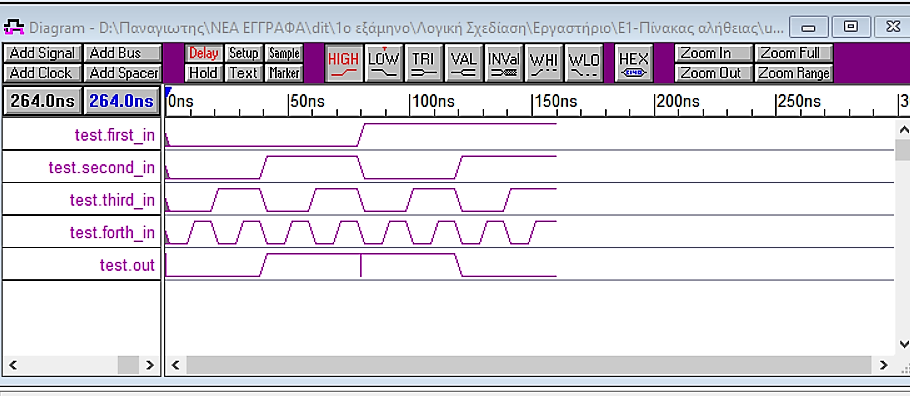 Diagram - D:\Παναγιωτης\ΝΕΑ ΕΓΓΡΑΦΑ\dit\1ο εξάμηνο\Λογική Σχεδίαση\Εργαστήριο\Ε1-Πίνακας αλήθειας\u...
Add Signal Add Bus Delay Setup Sample HIGH LOW TRI VAL INVal WHI WLO HEX Zoom In Zoom Full
Add Clock Add Spacer Hold Text Marker Zoom Out Zoom Range
264.0ns 264.0ns 0ns 50ns 100ns 150ns 200ns 250ns 3
test.first_in
test.second_in
test.third_in
test.forth_in
test.out